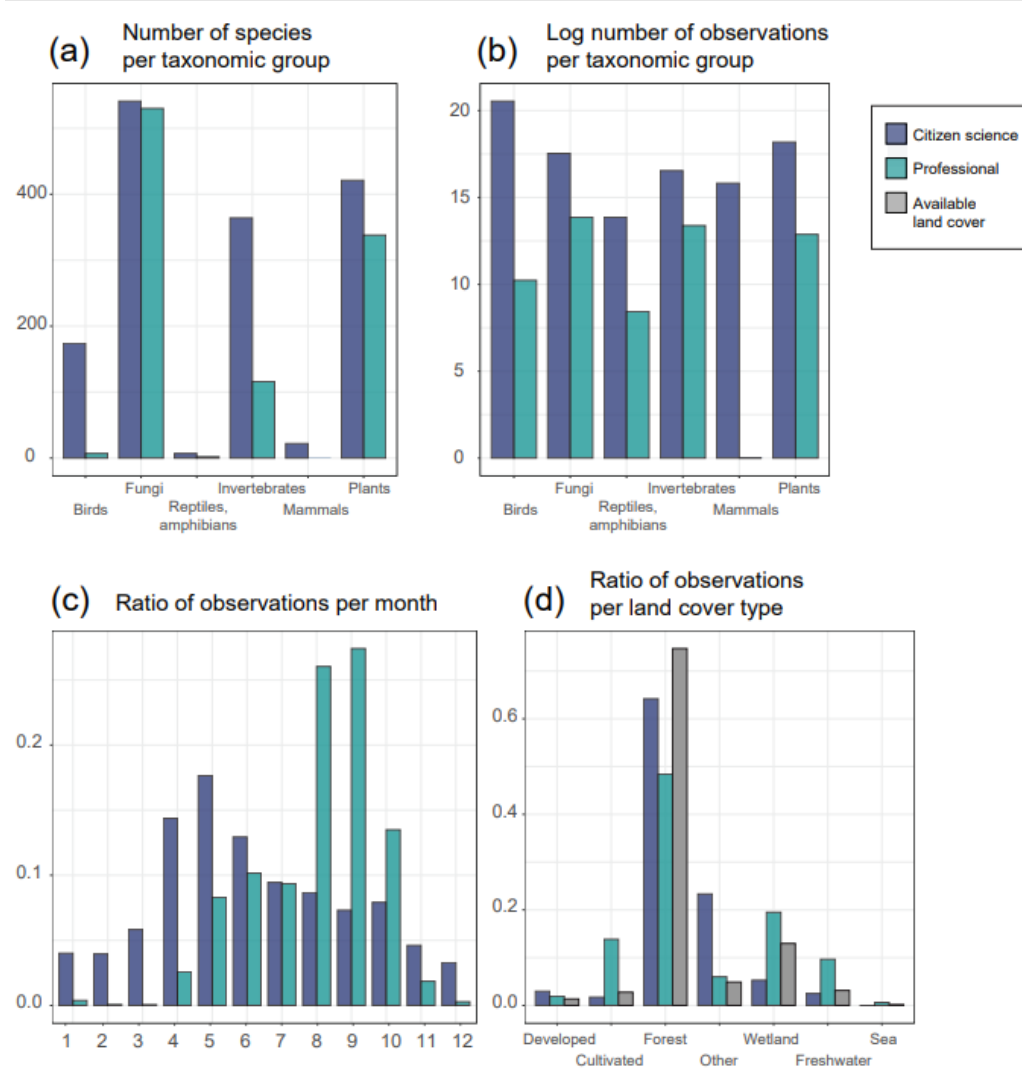 (a) Number of species
per taxonomic group
400
200
0
Fungi Invertebrates Plants
Birds Reptiles, Mammals
amphibians
(b) Log number of observations
per taxonomic group
20
15
10
5
0
Fungi Invertebrates Plants
Birds Reptiles, Mammals
amphibians
Citizen science
Professional
Available
land cover
(c) Ratio of observations per month
0.2
0.1
0.0
1 2 3 4 5 6 7 8 9 10 11 12
(d) Ratio of observations
per land cover type
0.6
0.4
0.2
0.0
Developed Forest Wetland Sea
Cultivated Other Freshwater